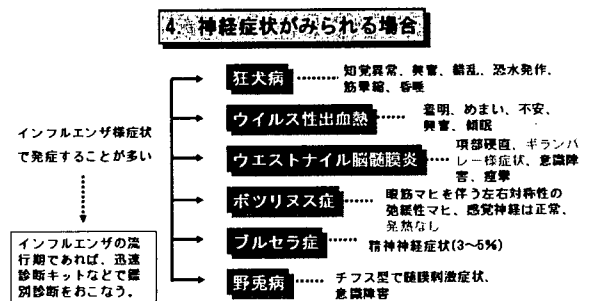 4. 神経症状がみられる場合
狂犬病
知覚異常、興奮、錯乱、恐水発作、
筋攣縮、昏睡
ウイルス性出血熱
羞明、めまい、不安、
興奮、傾眠
インフルエンザ様症状
で発症することが多い
ウエストナイル脳髄膜炎
項部硬直、ギランバ
レー様症状、意識障
害、痙攣
ボツリヌス症
眼筋マヒを伴う左右対称性の
弛緩性マヒ、感覚神経は正常、
発熱なし
ブルセラ症
精神神経症状(3〜5%)
インフルエンザの流
行期であれば、迅速
診断キットなどで鑑
別診断をおこなう。
野兎病
チフス型で髄膜刺激症状、
意識障害